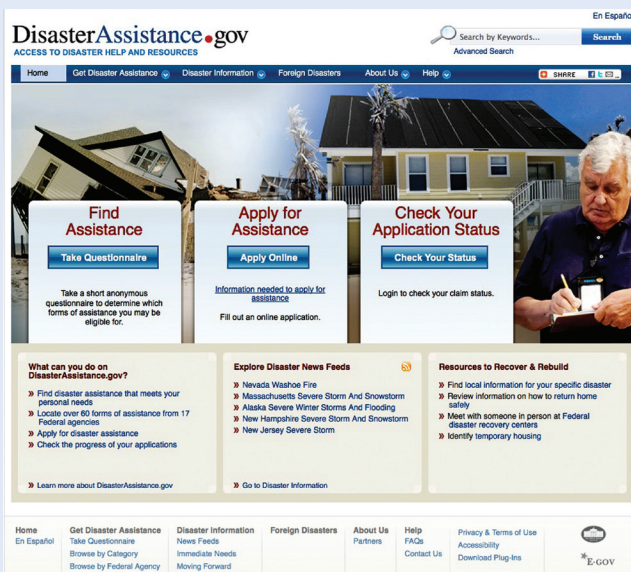 En Español
DisasterAssistance.gov
ACCESS TO DISASTER HELP AND RESOURCES
Search by Keywords...
Search
Advanced Search
Home Get Disaster Assistance Disaster Information Foreign Disasters About Us Help SHARE
Find
Assistance
Take Questionnaire
Take a short anonymous
questionnaire to determine which
forms of assistance you may be
eligible for.
Apply for
Assistance
Apply Online
Information needed to apply for
assistance
Fill out an online application.
Check Your
Application Status
Check Your Status
Login to check your claim status.
What can you do on
DisasterAssistance.gov?
» Find disaster assistance that meets your
personal needs
» Locate over 60 forms of assistance from 17
Federal agencies
» Apply for disaster assistance
» Check the progress of your applications
» Learn more about DisasterAssistance.gov
Explore Disaster News Feeds
» Nevada Washoe Fire
» Massachusetts Severe Storm And Snowstorm
» Alaska Severe Winter Storms And Flooding
» New Hampshire Severe Storm And Snowstorm
» New Jersey Severe Storm
» Go to Disaster Information
Resources to Recover & Rebuild
» Find local information for your specific disaster
» Review information on how to return home
safely
» Meet with someone in person at Federal
disaster recovery centers
» Identify temporary housing
Home
En Español
Get Disaster Assistance
Take Questionnaire
Browse by Category
Browse by Federal Agency
Disaster Information
News Feeds
Immediate Needs
Moving Forward
Foreign Disasters
About Us
Partners
Help
FAQs
Contact Us
Privacy & Terms of Use
Accessibility
Download Plug-Ins
E-GOV